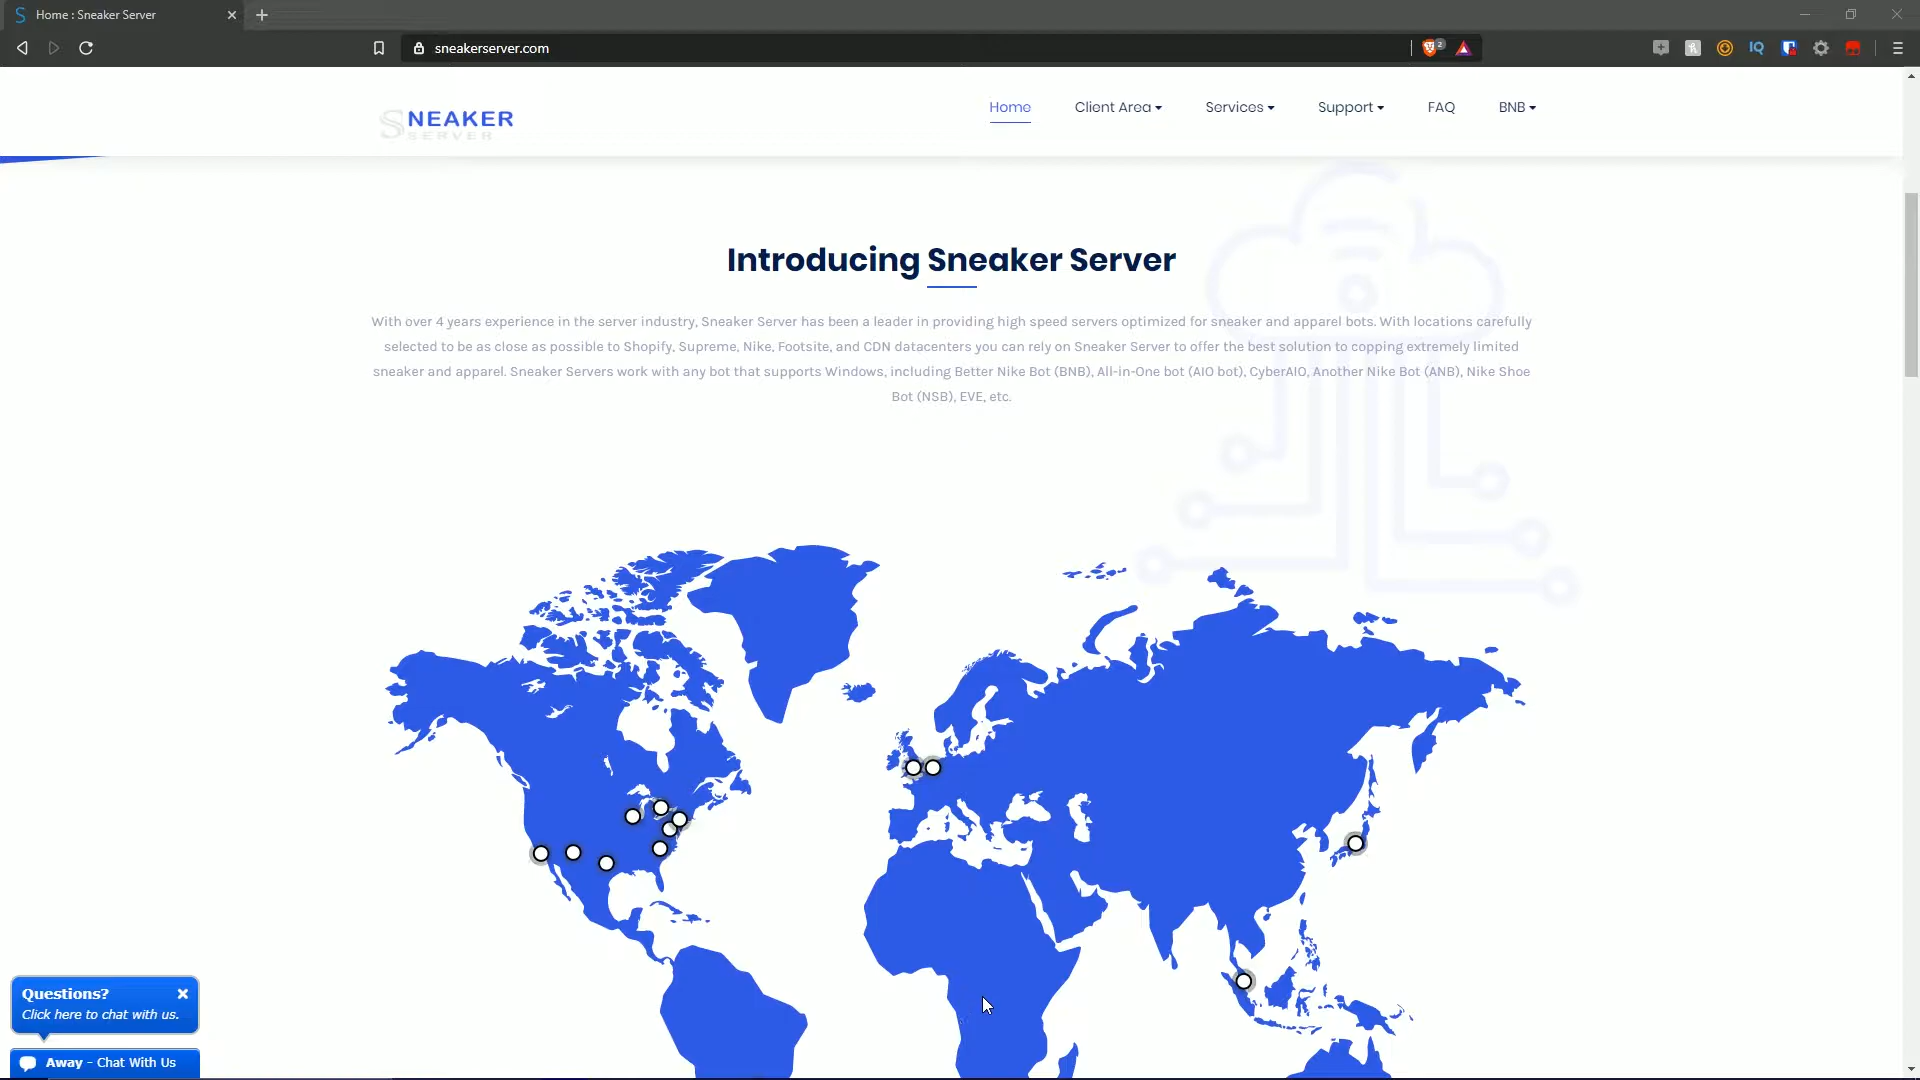 Home : Sneaker Server
sneakerserver.com
2
IQ
SNEAKER
SERVER
Home
Client Area
Services
Support
FAQ
BNB
Introducing Sneaker Server
With over 4 years experience in the server industry, Sneaker Server has been a leader in providing high speed servers optimized for sneaker and apparel bots. With locations carefully
selected to be as close as possible to Shopify, Supreme, Nike, Footsite, and CDN datacenters you can rely on Sneaker Server to offer the best solution to copping extremely limited
sneaker and apparel. Sneaker Servers work with any bot that supports Windows, including Better Nike Bot (BNB), All-in-One bot (AIO bot), CyberAIO, Another Nike Bot (ANB), Nike Shoe
Bot (NSB), EVE, etc.
Questions?
Click here to chat with us.
Away - Chat With Us